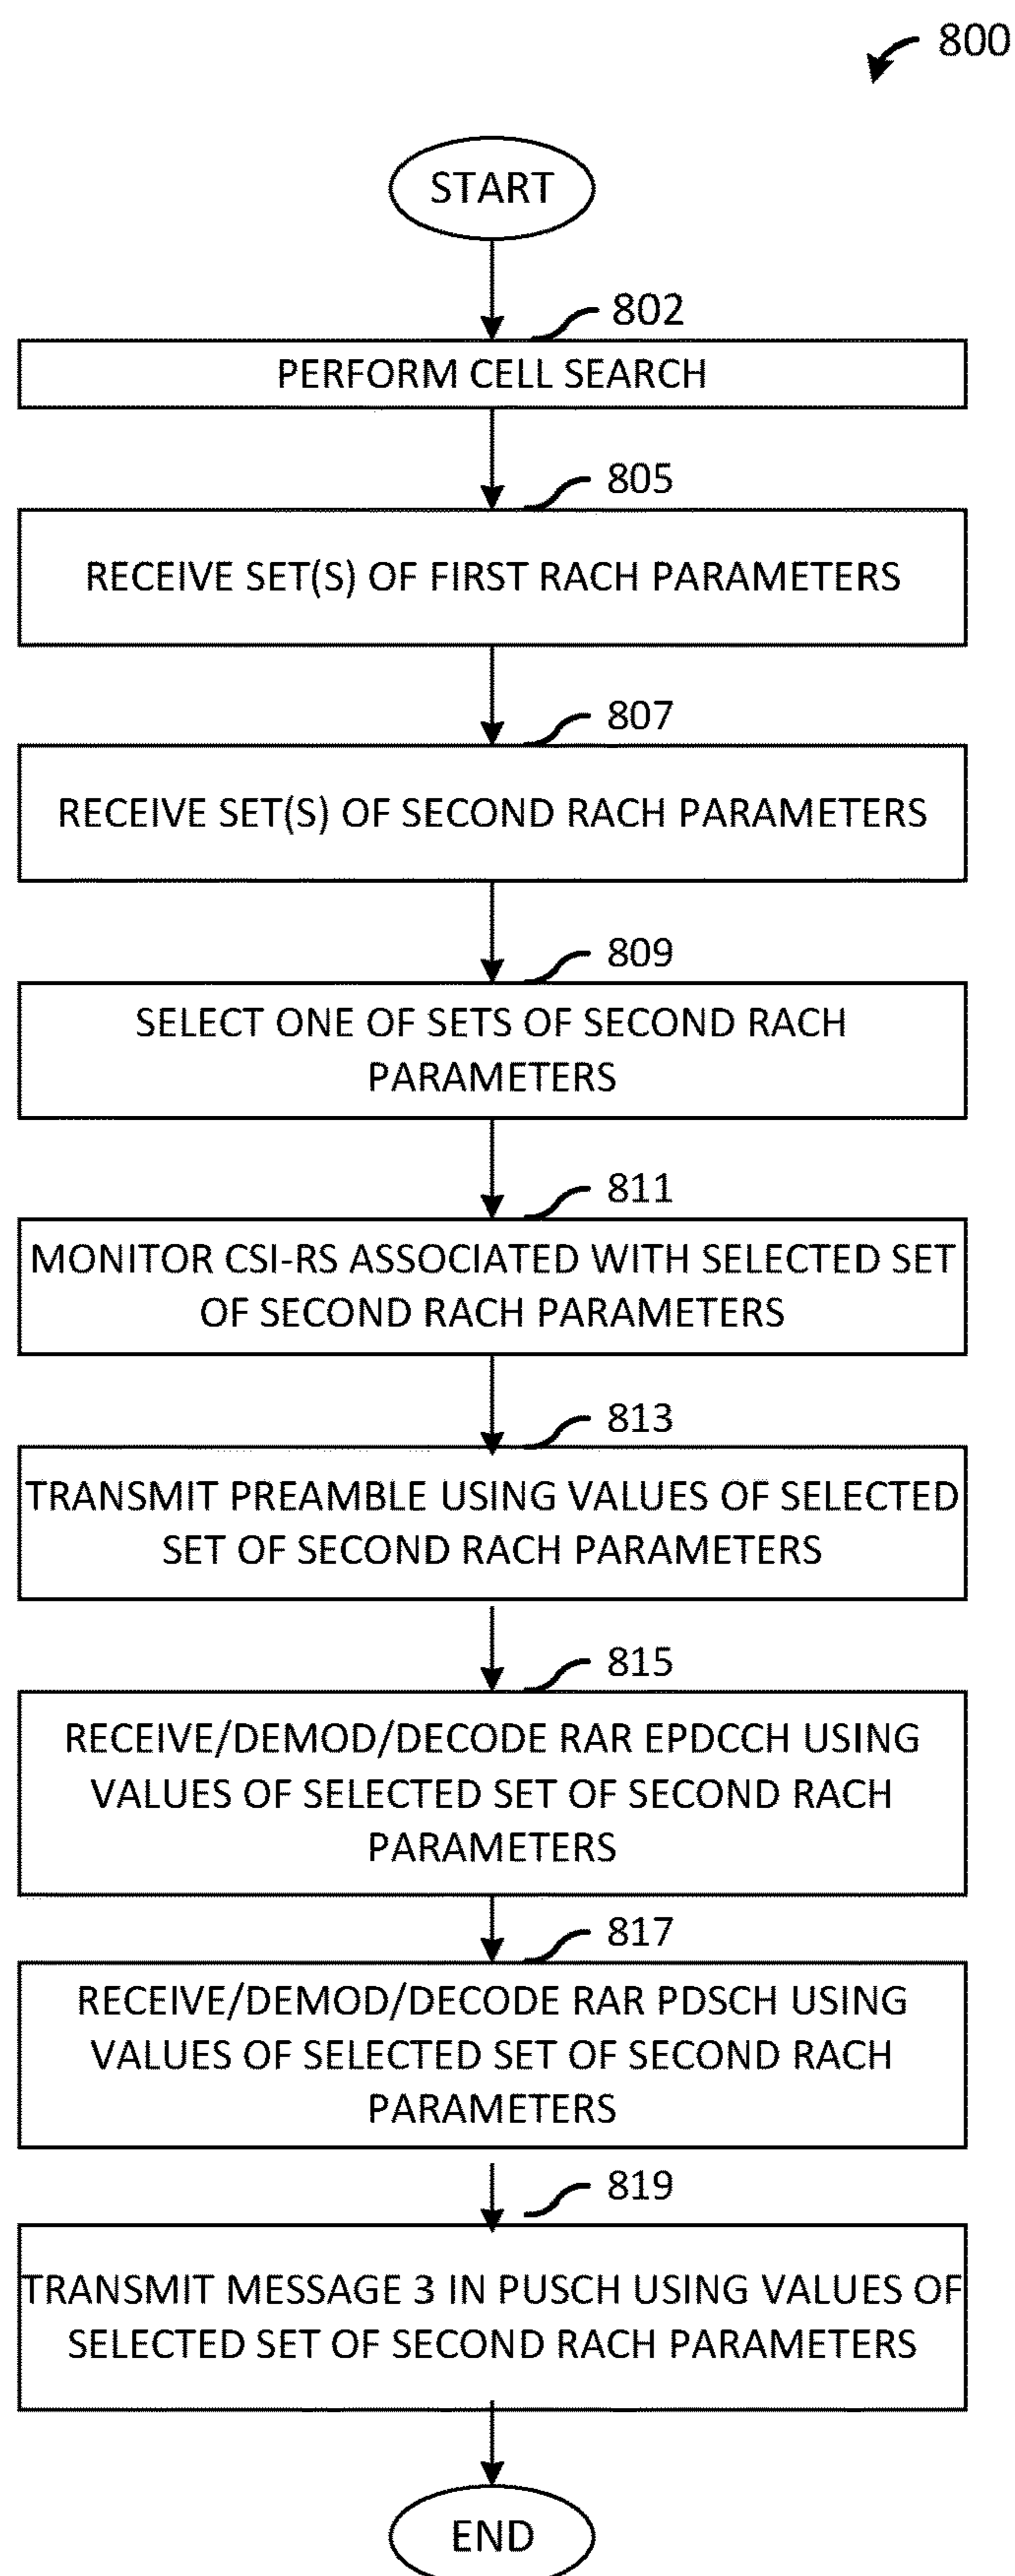 800
START
802
PERFORM CELL SEARCH
805
RECEIVE SET(S) OF FIRST RACH PARAMETERS
807
RECEIVE SET(S) OF SECOND RACH PARAMETERS
809
SELECT ONE OF SETS OF SECOND RACH
PARAMETERS
811
MONITOR CSI-RS ASSOCIATED WITH SELECTED SET
OF SECOND RACH PARAMETERS
813
TRANSMIT PREAMBLE USING VALUES OF SELECTED
SET OF SECOND RACH PARAMETERS
815
RECEIVE/DEMOD/DECODE RAR EPDCCH USING
VALUES OF SELECTED SET OF SECOND RACH
PARAMETERS
817
RECEIVE/DEMOD/DECODE RAR PDSCH USING
VALUES OF SELECTED SET OF SECOND RACH
PARAMETERS
819
TRANSMIT MESSAGE 3 IN PUSCH USING VALUES OF
SELECTED SET OF SECOND RACH PARAMETERS
END